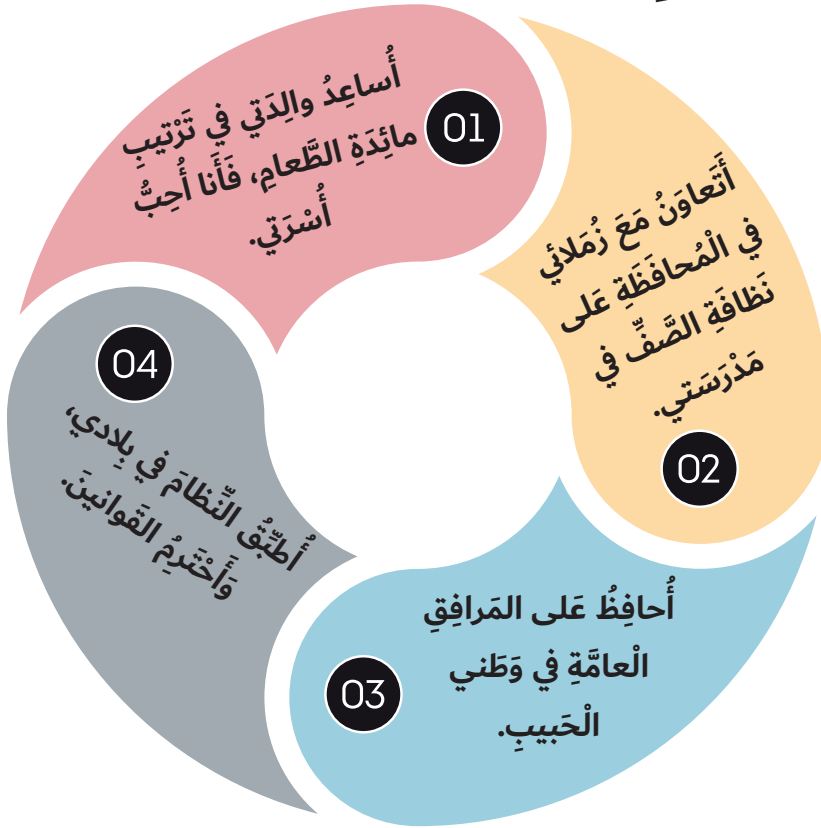 01
أُساعِدُ والِدَتي في تَرْتيبِ
مائِدَةِ الطَّعامِ، فَأَنا أُحِبُّ
أُسْرَتي.
أَتَعاوَنُ مَعَ زُمَلائي
في الْمُحافَظَةِ عَلى
نَظافَةِ الصَّفِّ في
مَدْرَسَتي.
02
أُحافِظُ عَلى المَرافِقِ
الْعامَّةِ في وَطَني
الْحَبيبِ.
03
04
أُطَبِّقُ النِّظامَ في بِلادي،
وَأَحْتَرِمُ القَوانينَ.